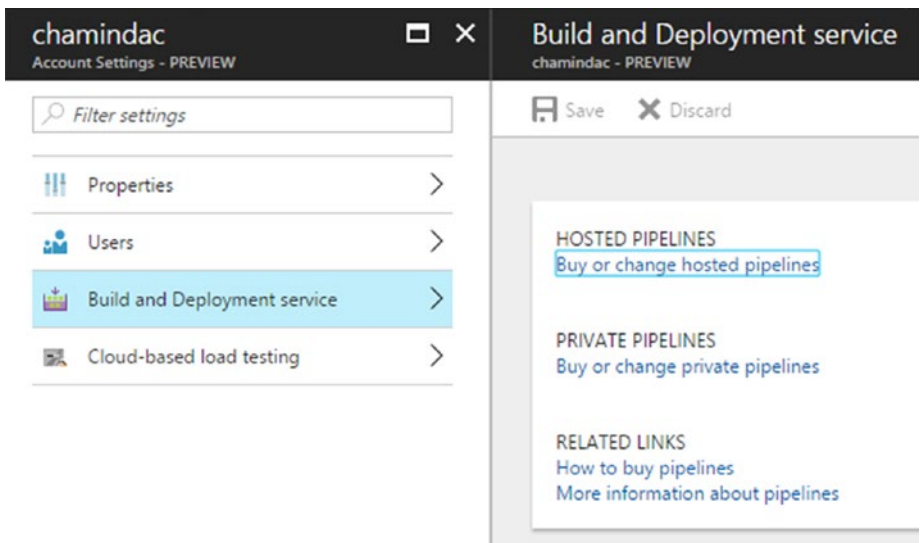 chamindac
Account Settings - PREVIEW
Filter settings
Properties
Users
Build and Deployment service
Cloud-based load testing
Build and Deployment service
chamindac - PREVIEW
Save Discard
HOSTED PIPELINES
Buy or change hosted pipelines
PRIVATE PIPELINES
Buy or change private pipelines
RELATED LINKS
How to buy pipelines
More information about pipelines